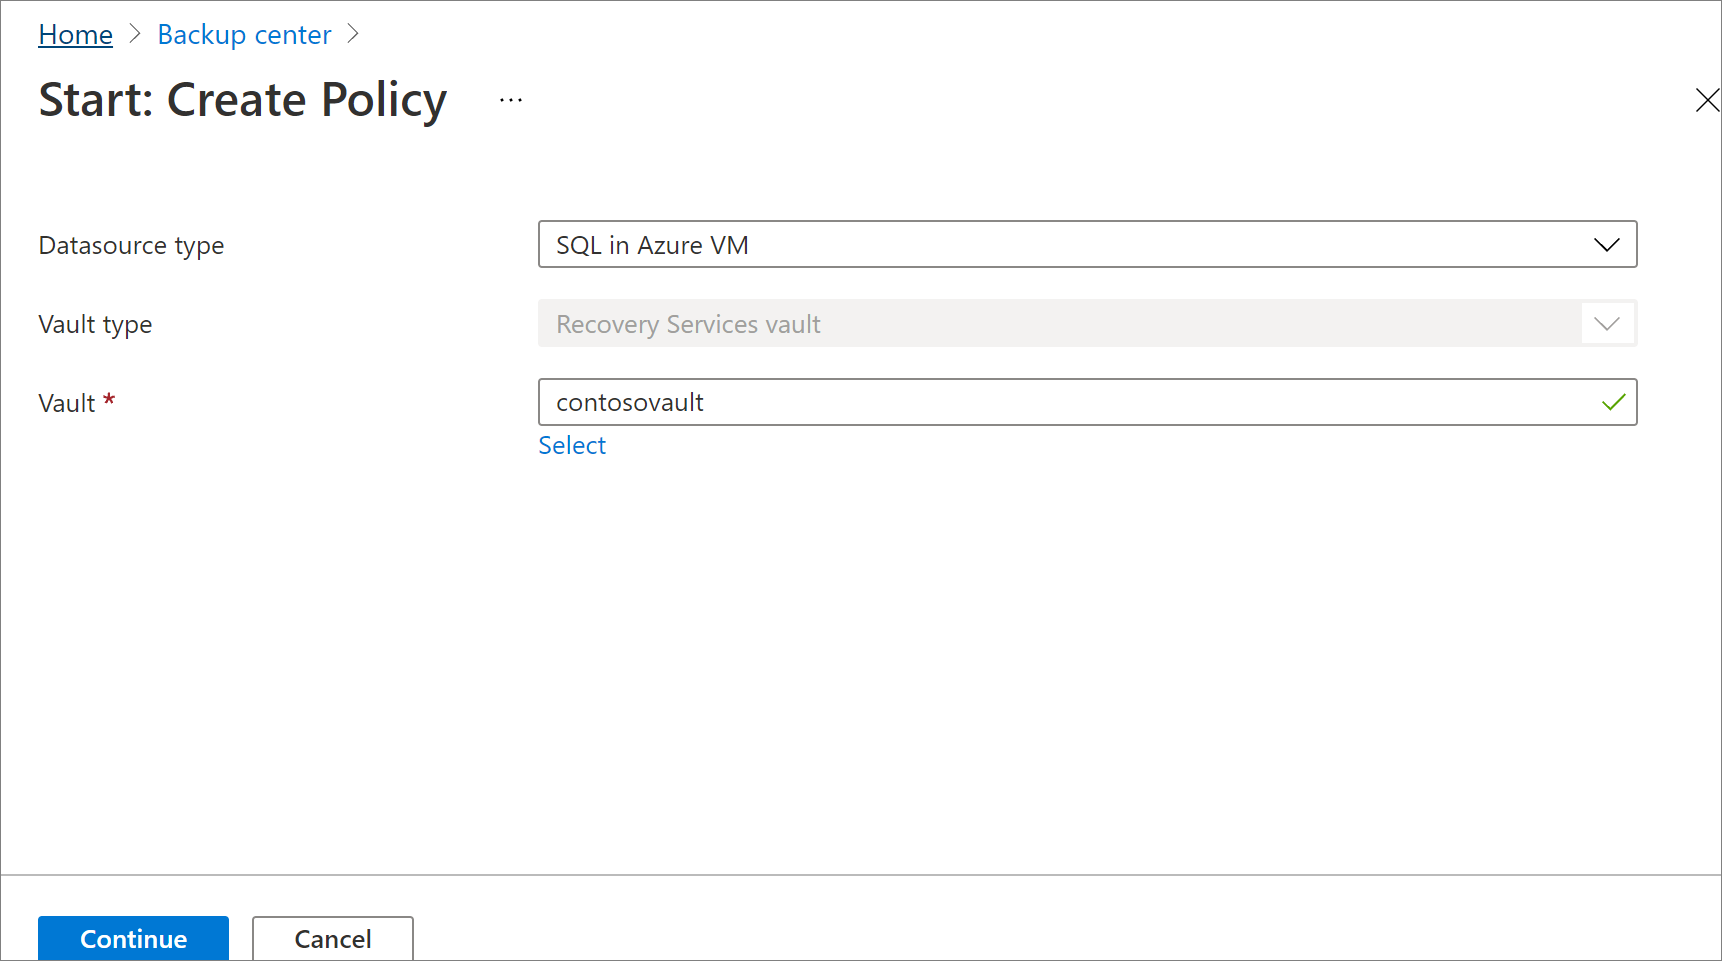 Home > Backup center >
Start: Create Policy ...
Datasource type SQL in Azure VM
Vault type Recovery Services vault
Vault * contosovault
Select
Continue Cancel